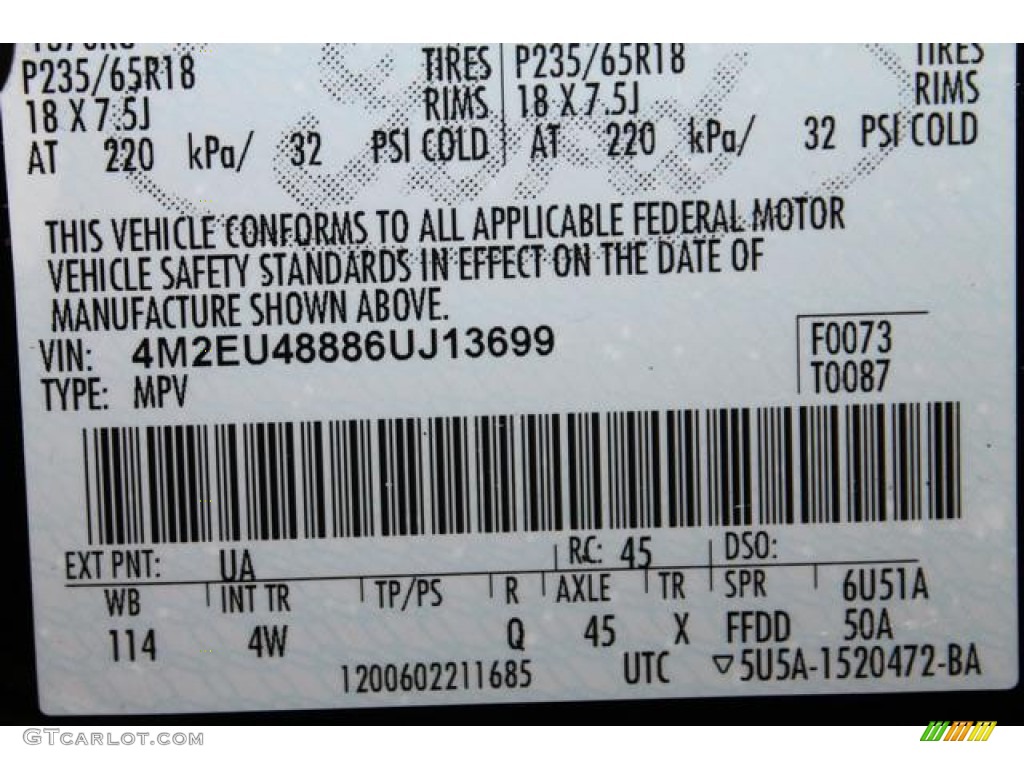 P235/65R18 TIRES P235/65R18 TIRES
18 X 7.5J RIMS 18 X 7.5J RIMS
AT 220 kPa/ 32 PSI COLD AT 220 kPa/ 32 PSI COLD
THIS VEHICLE CONFORMS TO ALL APPLICABLE FEDERAL MOTOR
VEHICLE SAFETY STANDARDS IN EFFECT ON THE DATE OF
MANUFACTURE SHOWN ABOVE.
VIN: 4M2EU48886UJ13699 F0073
TYPE: MPV T0087
EXT PNT: UA RC: 45 DSO:
WB INT TR TP/PS R AXLE TR SPR 6U51A
114 4W Q 45 X FFDD 50A
1200602211685 UTC ▽5U5A-1520472-BA
GTCARLOT.COM